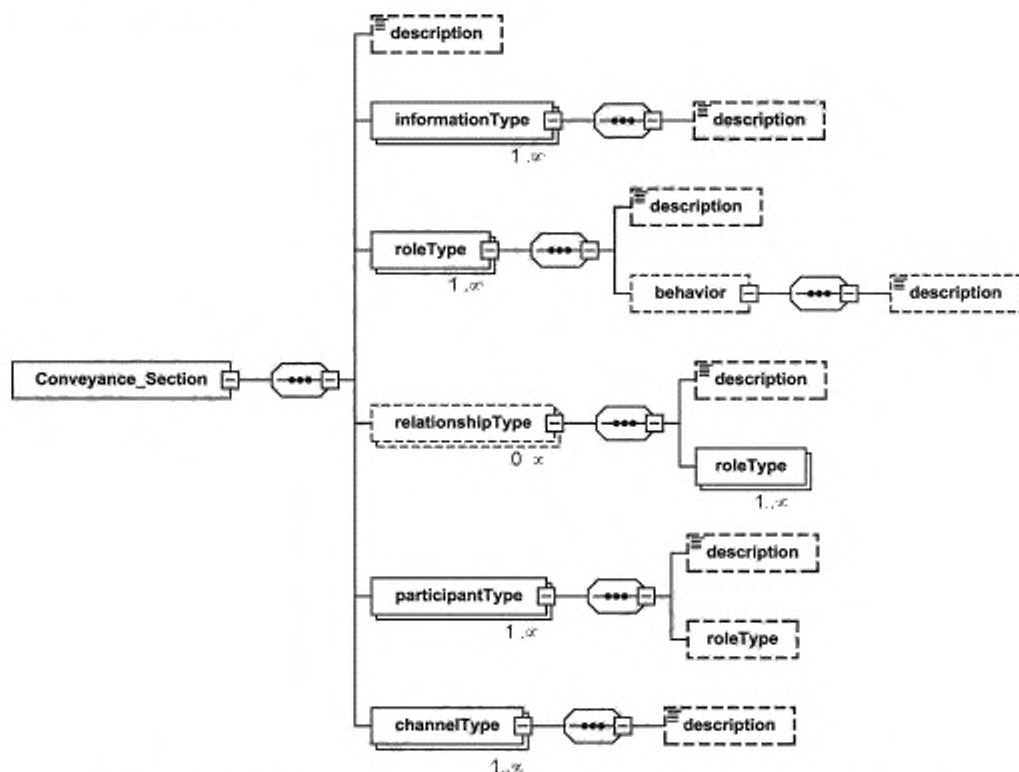 description
informationType
1..∞
description
roleType
1..∞
description
behavior
description
Conveyance_Section
relationshipType
0..∞
description
roleType
1..∞
participantType
1..∞
description
roleType
channelType
1..∞
description